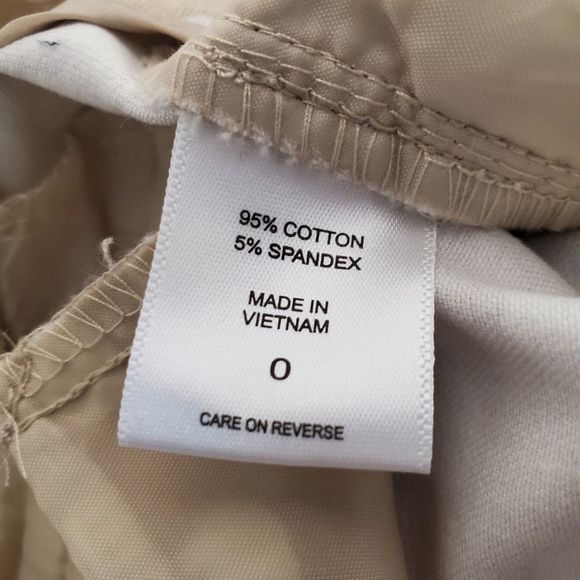 95% COTTON
5% SPANDEX
MADE IN
VIETNAM
0
CARE ON REVERSE